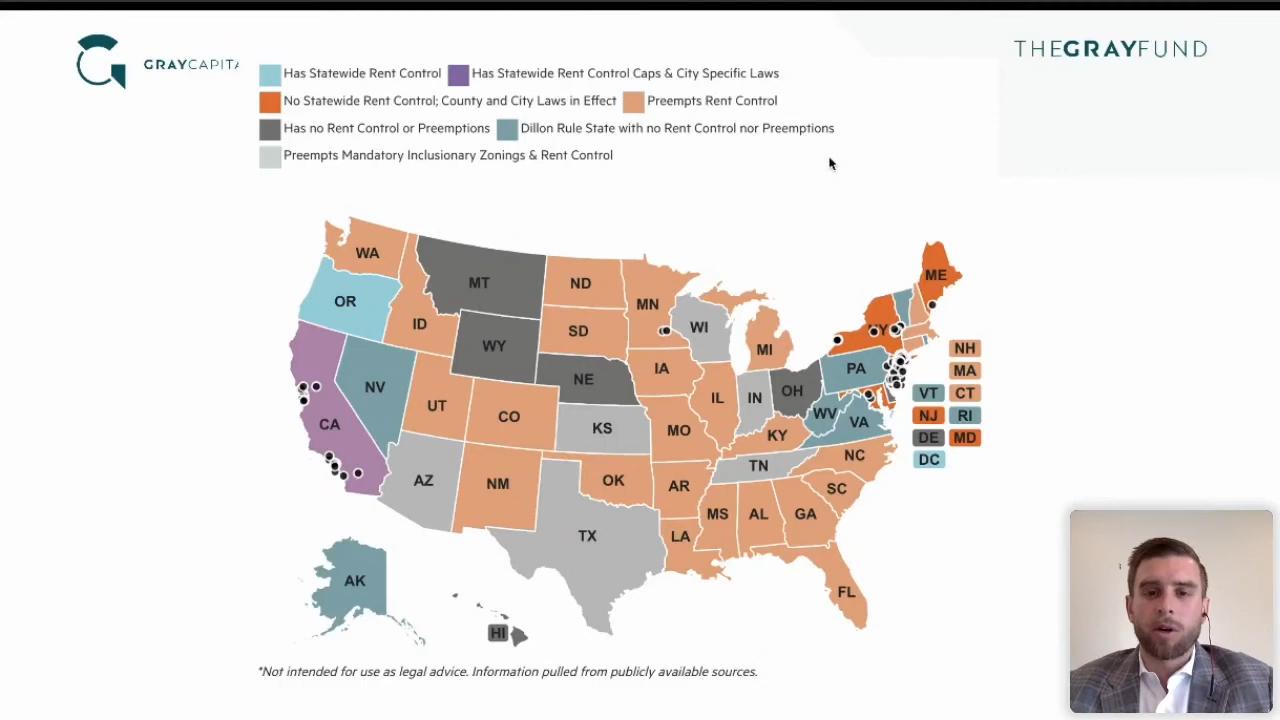 GRAYCAPITA
THEGRAYFUND
Has Statewide Rent Control
Has Statewide Rent Control Caps & City Specific Laws
No Statewide Rent Control; County and City Laws in Effect
Preempts Rent Control
Has no Rent Control or Preemptions
Dillon Rule State with no Rent Control nor Preemptions
Preempts Mandatory Inclusionary Zonings & Rent Control
WA
MT
ND
MN
ME
OR
ID
SD
WI
NY
WY
MI
NH
IA
PA
MA
NV
NE
OH
VT
CT
UT
CO
IL
IN
WV
VA
NJ
RI
CA
KS
MO
KY
DE
MD
NC
DC
AZ
NM
OK
TN
AR
SC
TX
MS
AL
GA
LA
AK
FL
HI
*Not intended for use as legal advice. Information pulled from publicly available sources.